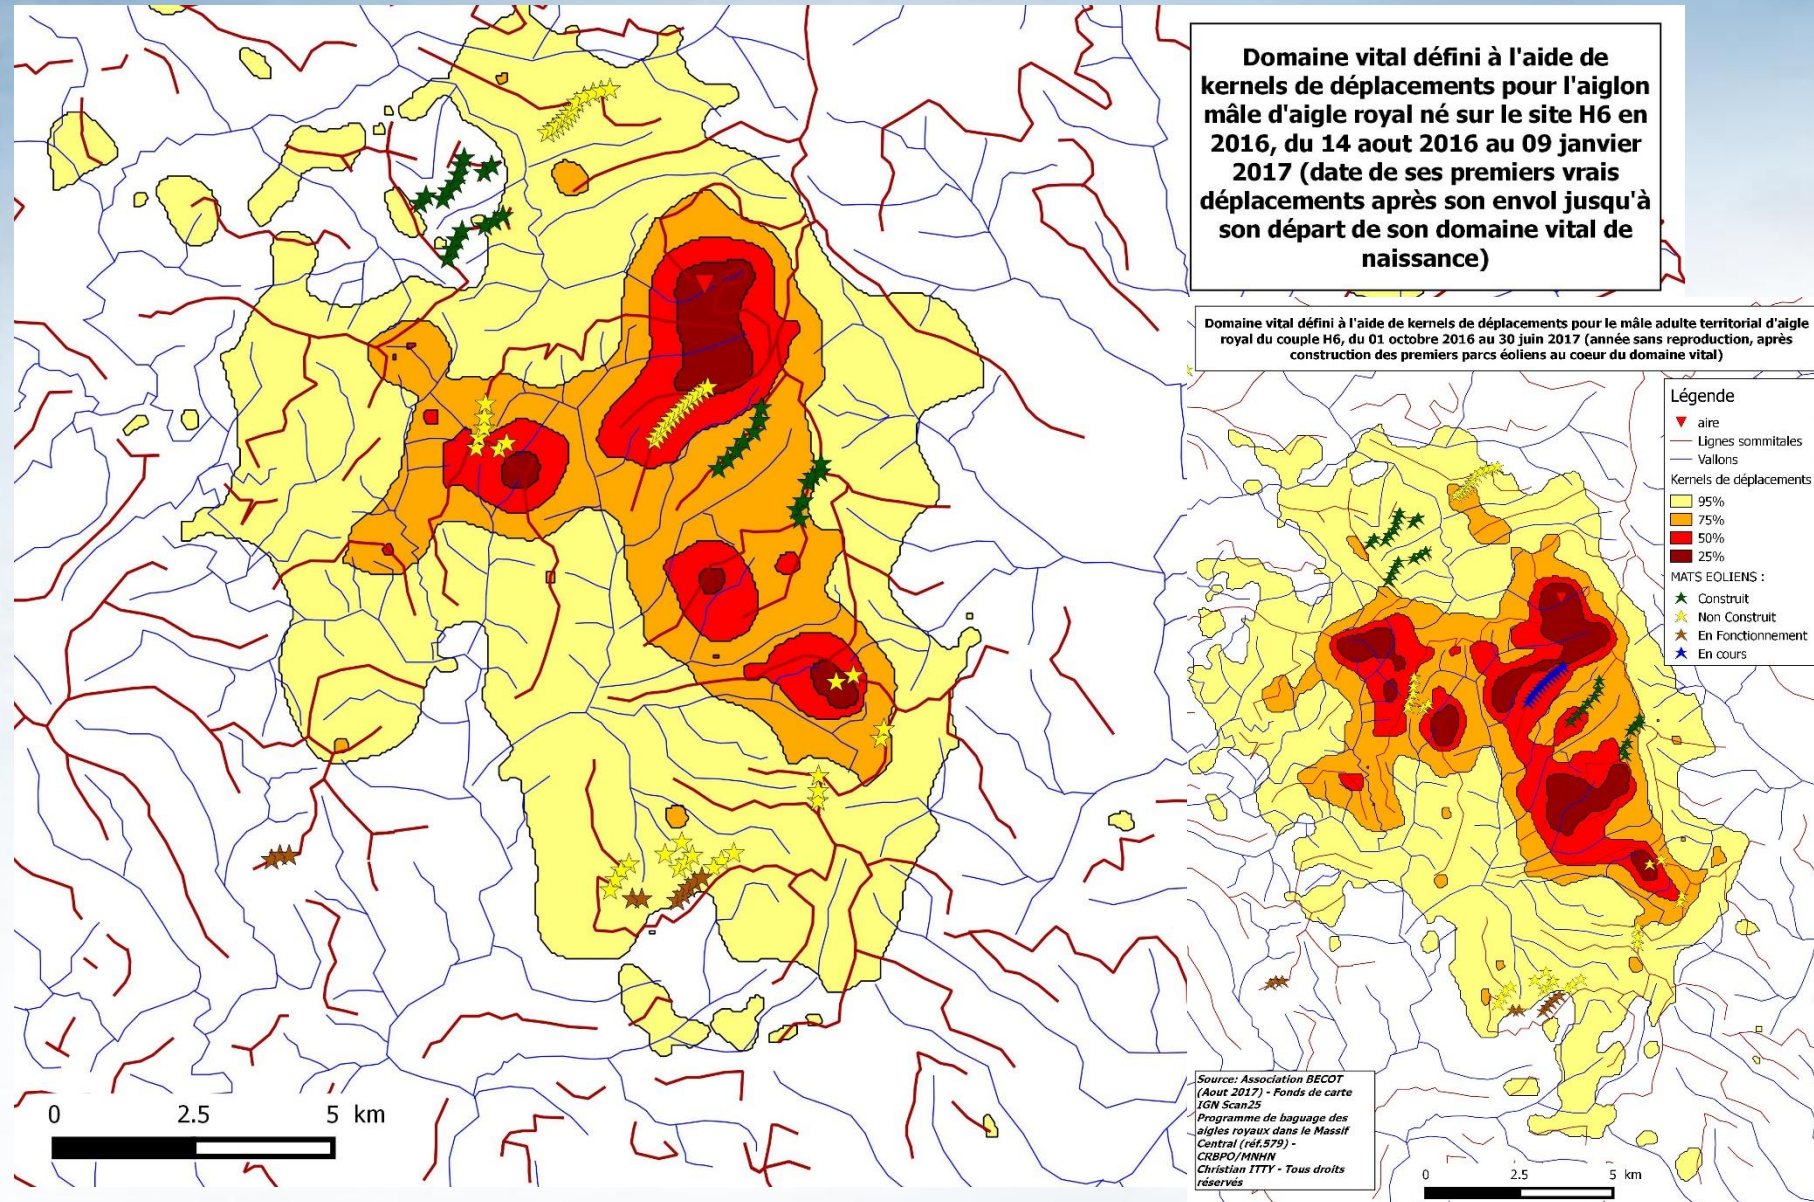 Domaine vital défini à l'aide de
kernels de déplacements pour l'aiglon
mâle d'aigle royal né sur le site H6 en
2016, du 14 aout 2016 au 09 janvier
2017 (date de ses premiers vrais
déplacements après son envol jusqu'à
son départ de son domaine vital de
naissance)
Domaine vital défini à l'aide de kernels de déplacements pour le mâle adulte territorial d'aigle
royal du couple H6, du 01 octobre 2016 au 30 juin 2017 (année sans reproduction, après
construction des premiers parcs éoliens au coeur du domaine vital)
Légende
aire
Lignes sommitales
Vallons
Kernels de déplacements
95%
75%
50%
25%
MATS EOLIENS :
Construit
Non Construit
En Fonctionnement
En cours
Source: Association BECOT
(Aout 2017) - Fonds de carte
IGN Scan25
Programme de baguage des
aigles royaux dans le Massif
Central (réf.579) -
CRBPO/MNHN
Christian ITTY - Tous droits
réservés
0 2.5 5 km
0 2.5 5 km